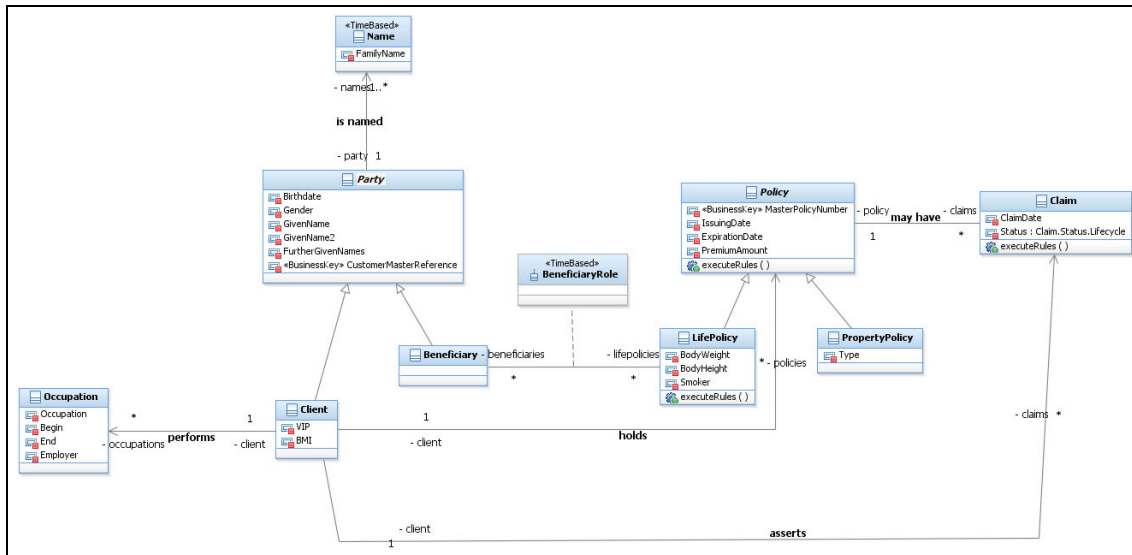 «TimeBased»
Name
FamilyName
- names1..*
is named
- party 1
Party
Birthdate
Gender
GivenName
GivenName2
FurtherGivenNames
«BusinessKey» CustomerMasterReference
«TimeBased»
BeneficiaryRole
Policy
«BusinessKey» MasterPolicyNumber
IssuingDate
ExpirationDate
PremiumAmount
executeRules ( )
- policy
may have
- claims
1
*
Claim
ClaimDate
Status : Claim.Status.Lifecycle
executeRules ( )
Beneficiary
- beneficiaries
*
- lifepolicies
*
LifePolicy
BodyWeight
BodyHeight
Smoker
executeRules ( )
* - policies
PropertyPolicy
Type
Occupation
Occupation
Begin
End
Employer
*
- occupations
performs
1
- client
Client
VIP
BMI
1
- client
holds
- claims *
- client
1
asserts